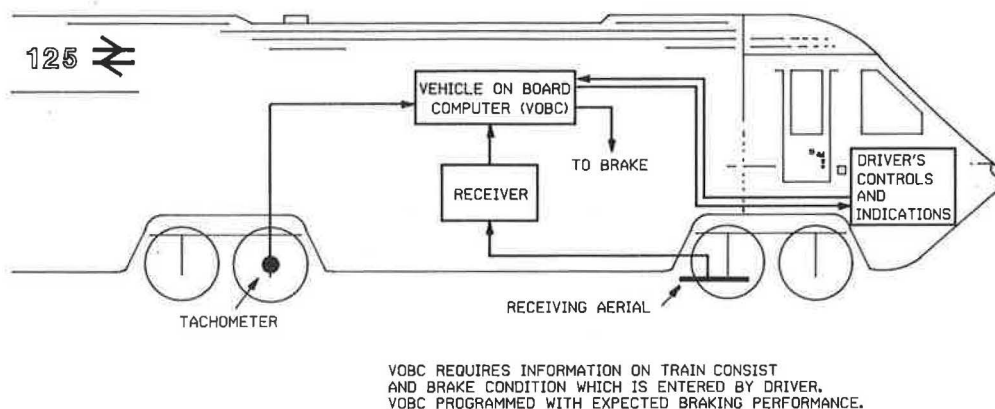 125
VEHICLE ON BOARD
COMPUTER (VOBC)
TO BRAKE
RECEIVER
DRIVER'S
CONTROLS
AND
INDICATIONS
RECEIVING AERIAL
TACHOMETER
VOBC REQUIRES INFORMATION ON TRAIN CONSIST
AND BRAKE CONDITION WHICH IS ENTERED BY DRIVER.
VOBC PROGRAMMED WITH EXPECTED BRAKING PERFORMANCE.